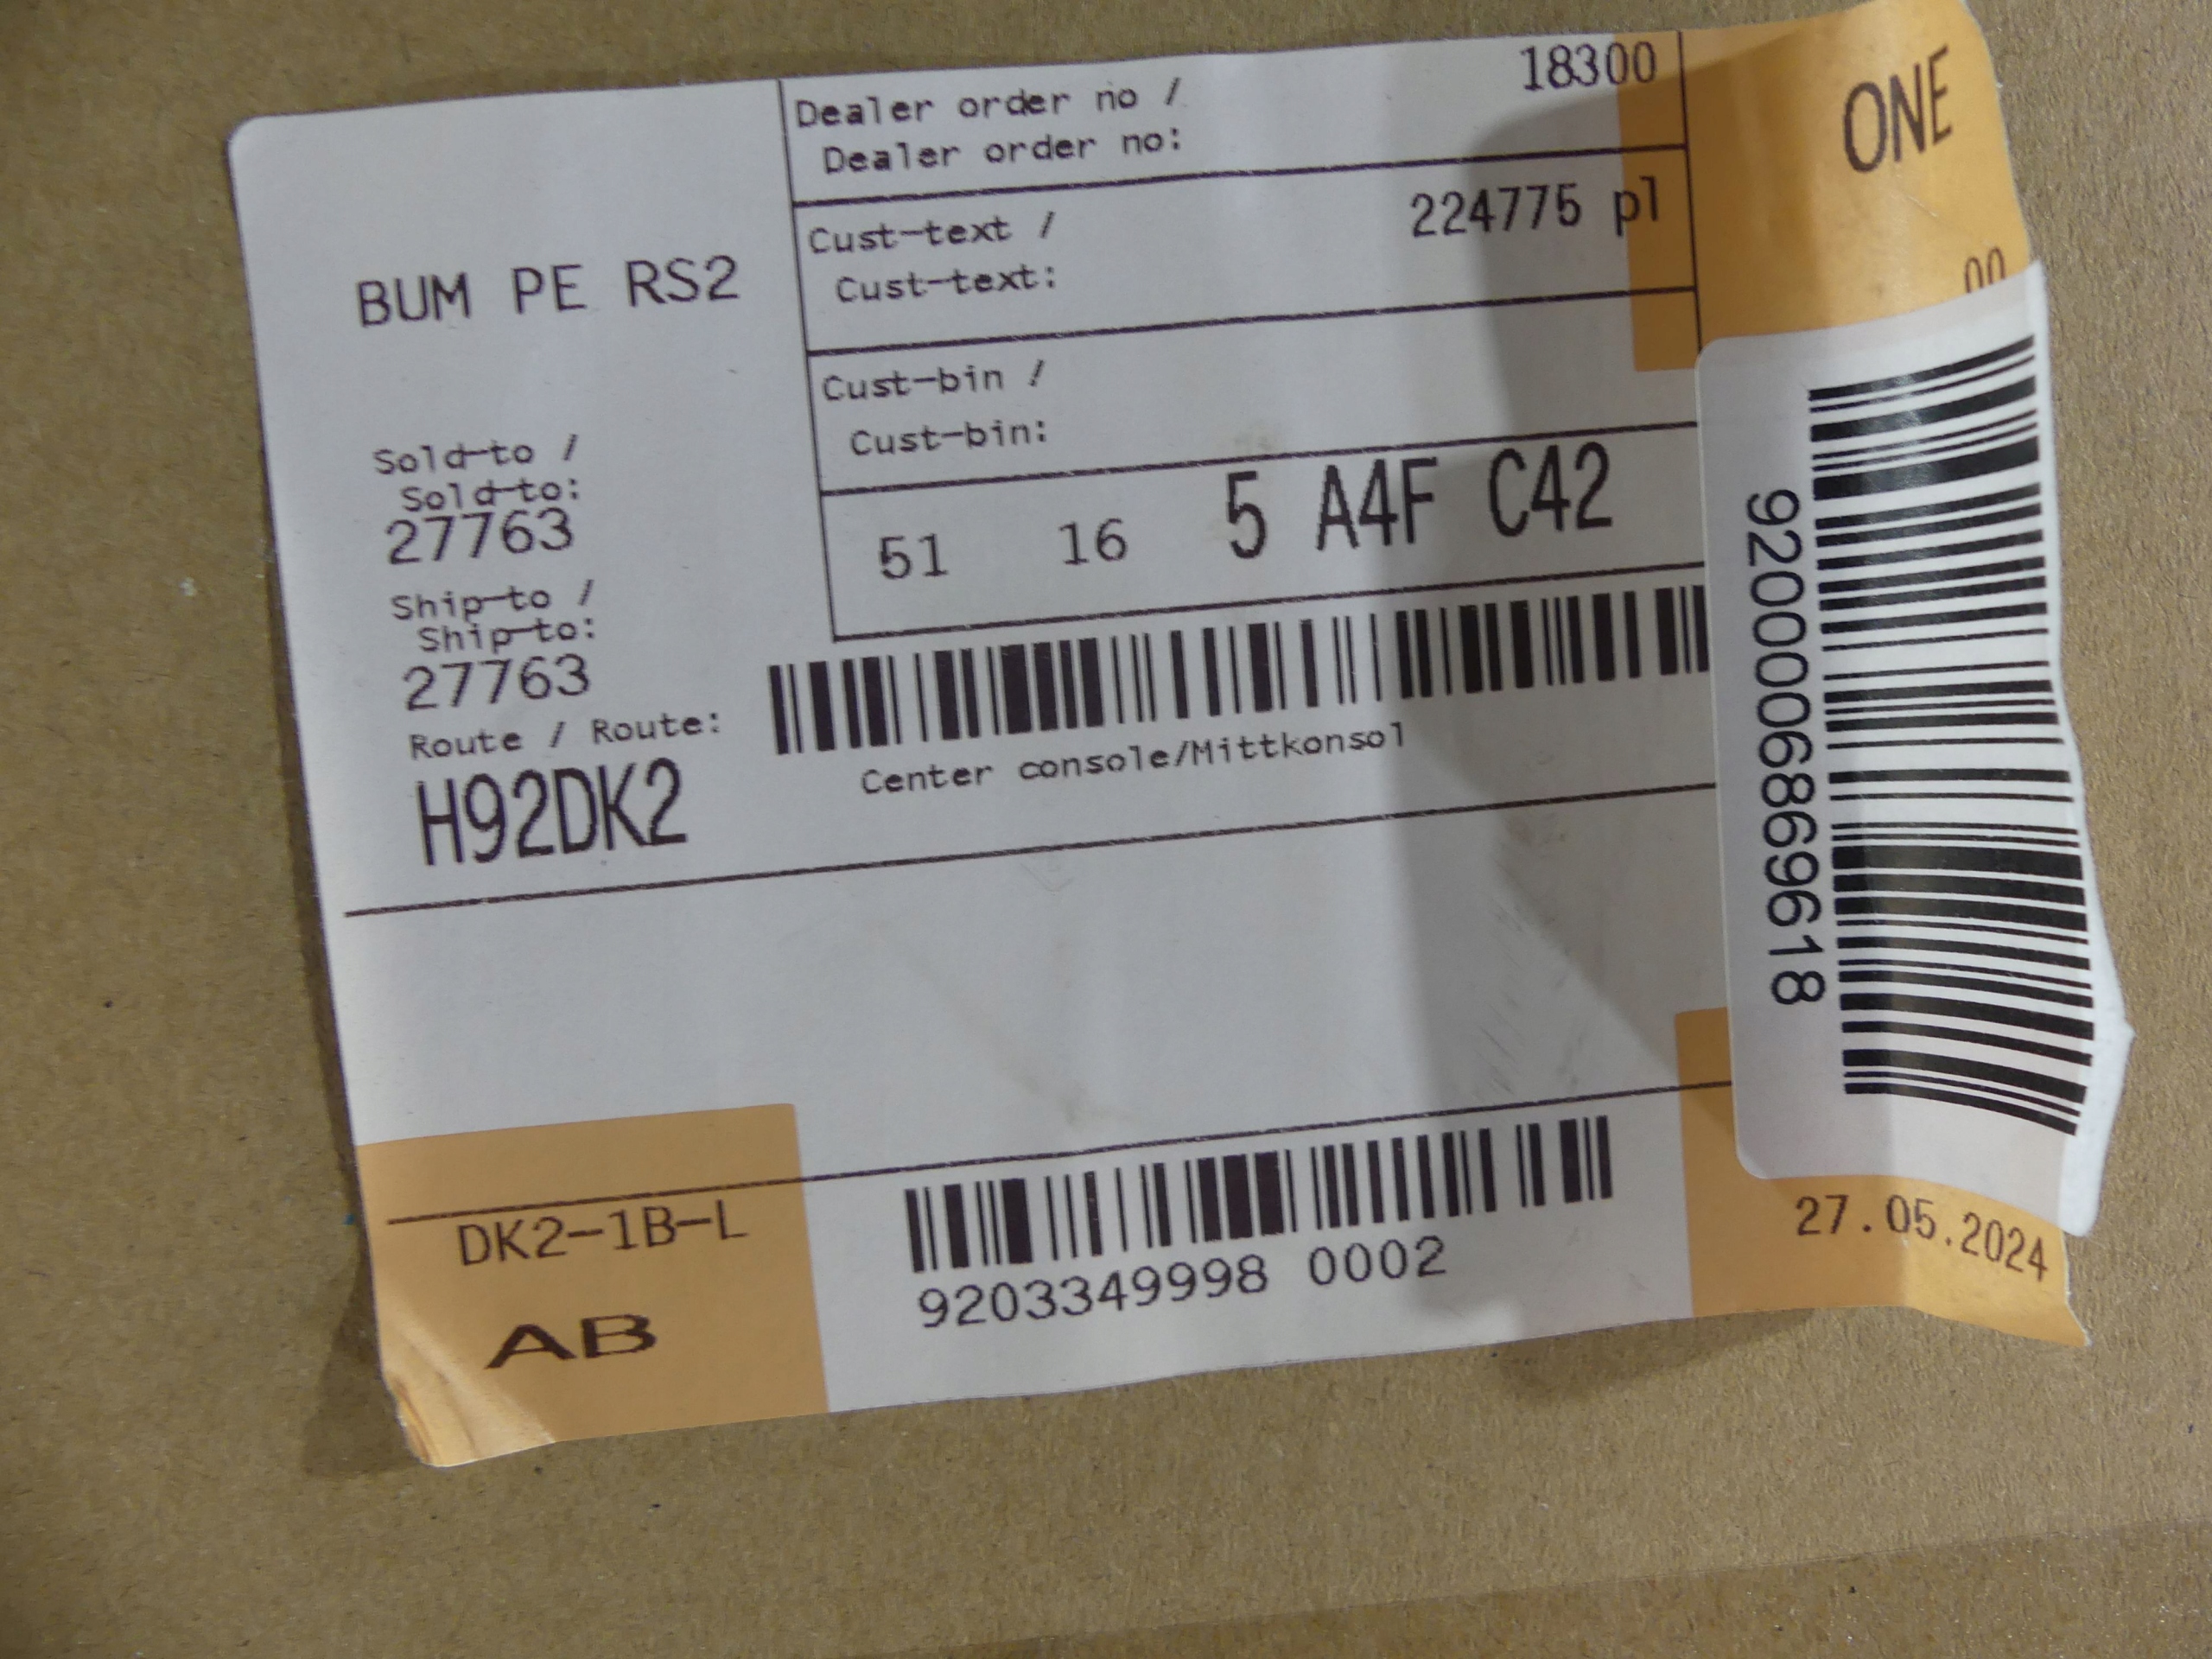 BUM PE RS2
Sold-to /
Sold-to:
27763
Ship-to /
Ship-to:
27763
Route / Route:
H92DK2
Dealer order no / 18300
Dealer order no:
Cust-text / 224775 pl
Cust-text:
Cust-bin /
Cust-bin:
51 16 5 A4F C42
Center console/Mittkonsol
ONE
00
9200006869618
DK2-1B-L
AB
9203349998 0002
27.05.2024